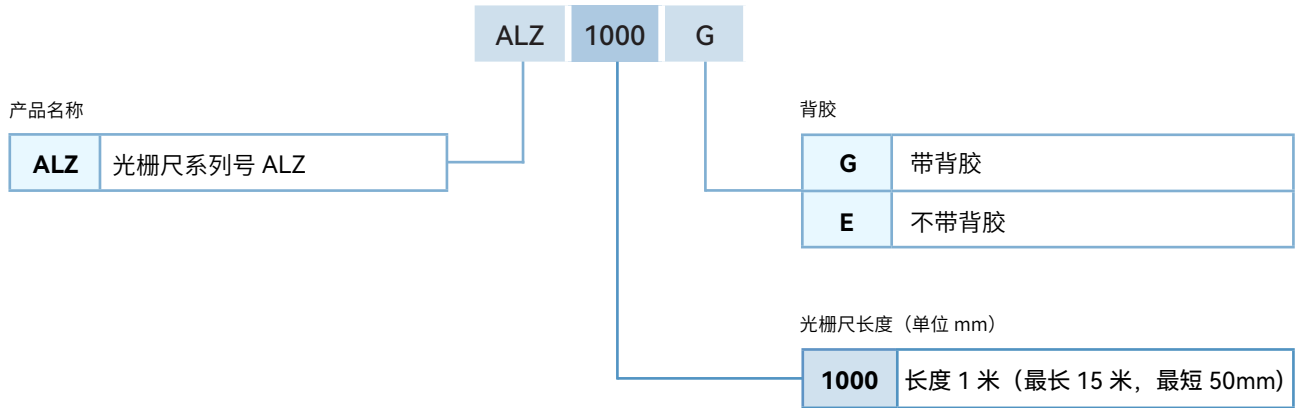 ALZ 1000 G
产品名称
ALZ 光栅尺系列号 ALZ
背胶
G 带背胶
E 不带背胶
光栅尺长度（单位 mm）
1000 长度 1 米（最长 15 米，最短 50mm）